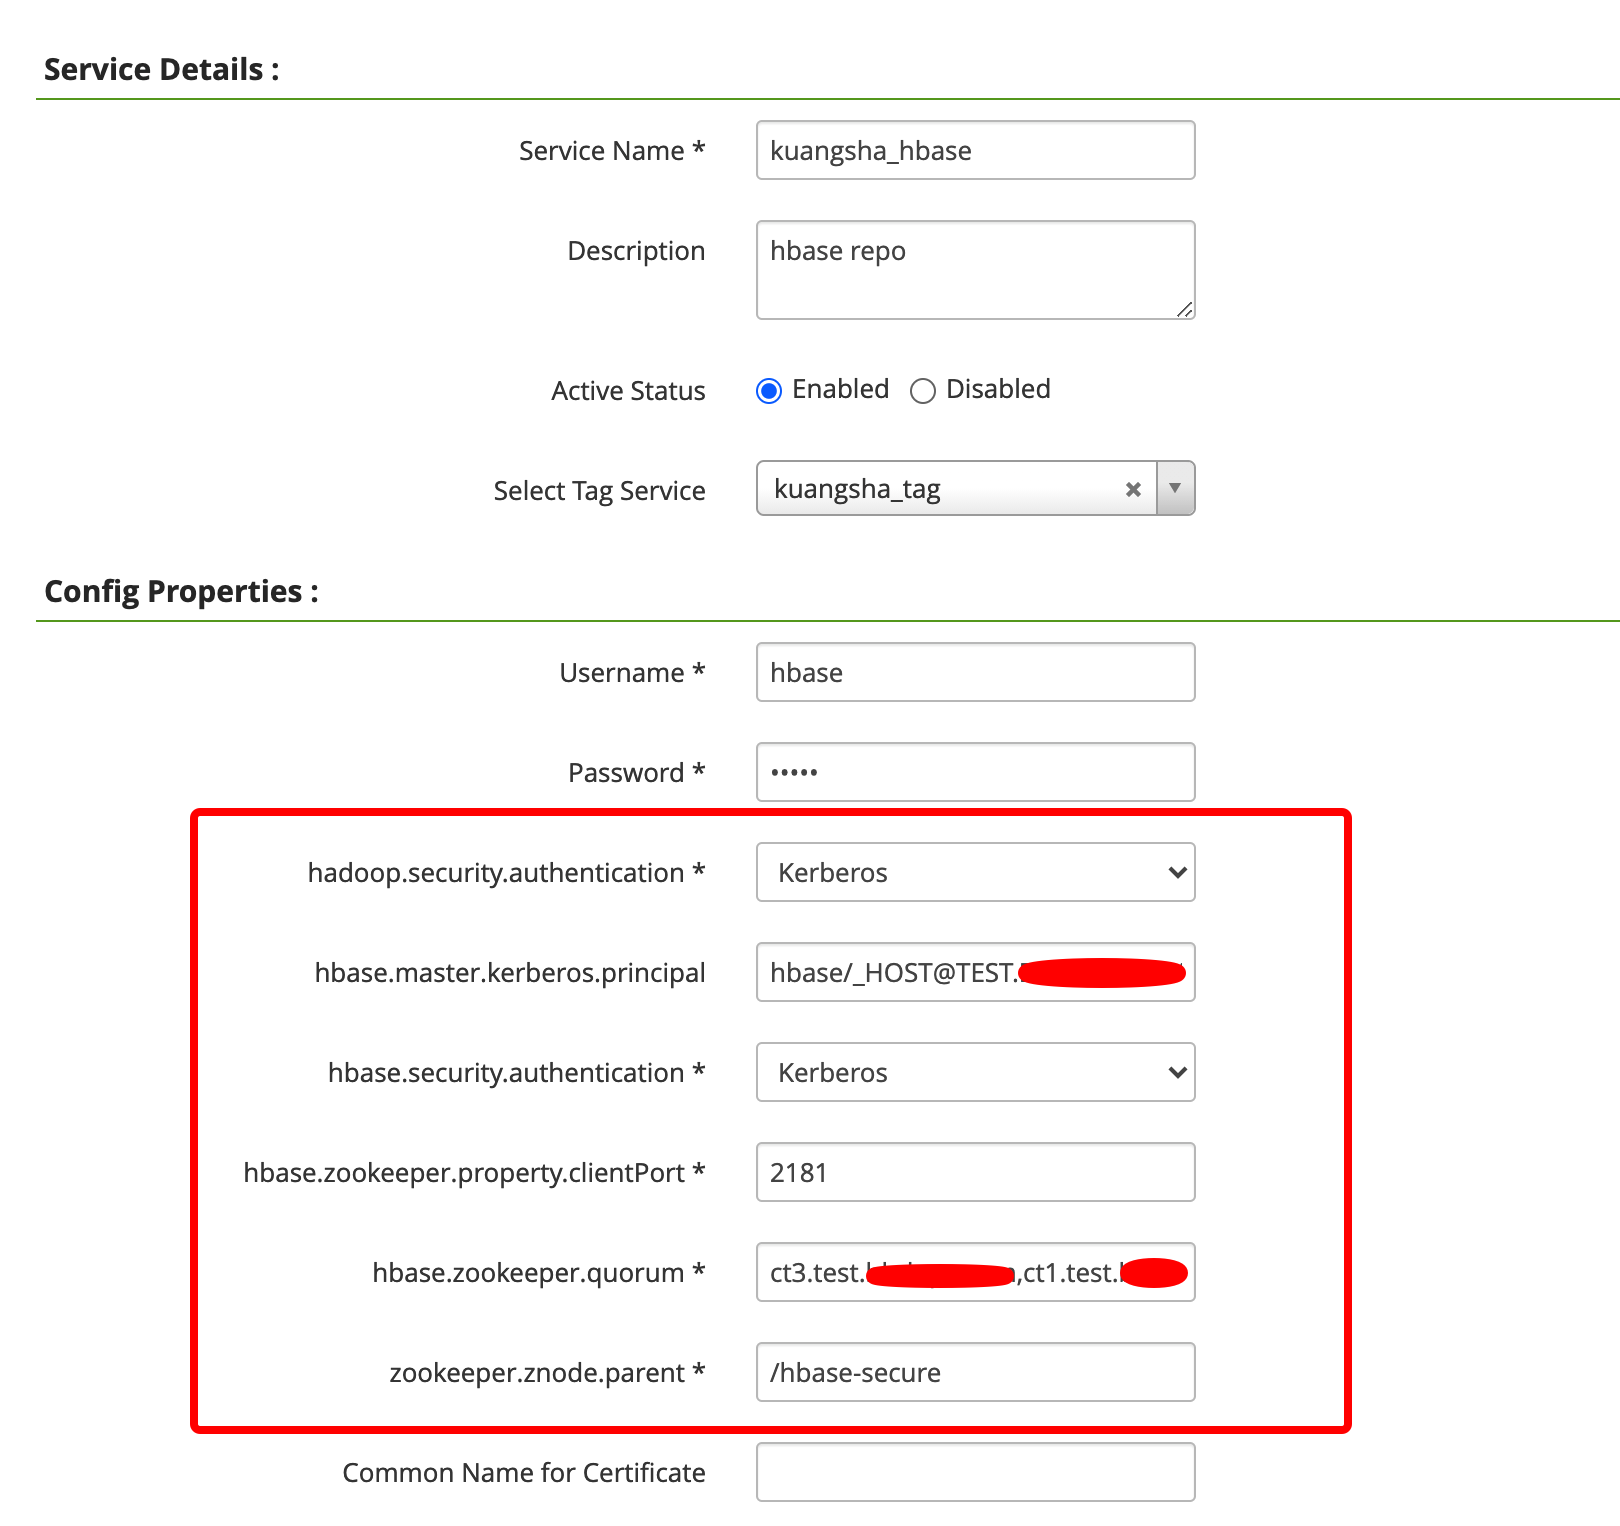 Service Details :
Service Name * kuangsha_hbase
Description hbase repo
Active Status Enabled Disabled
Select Tag Service kuangsha_tag
Config Properties :
Username * hbase
Password * •••••
hadoop.security.authentication * Kerberos
hbase.master.kerberos.principal hbase/_HOST@TEST.
hbase.security.authentication * Kerberos
hbase.zookeeper.property.clientPort * 2181
hbase.zookeeper.quorum * ct3.test. ,ct1.test.
zookeeper.znode.parent * /hbase-secure
Common Name for Certificate